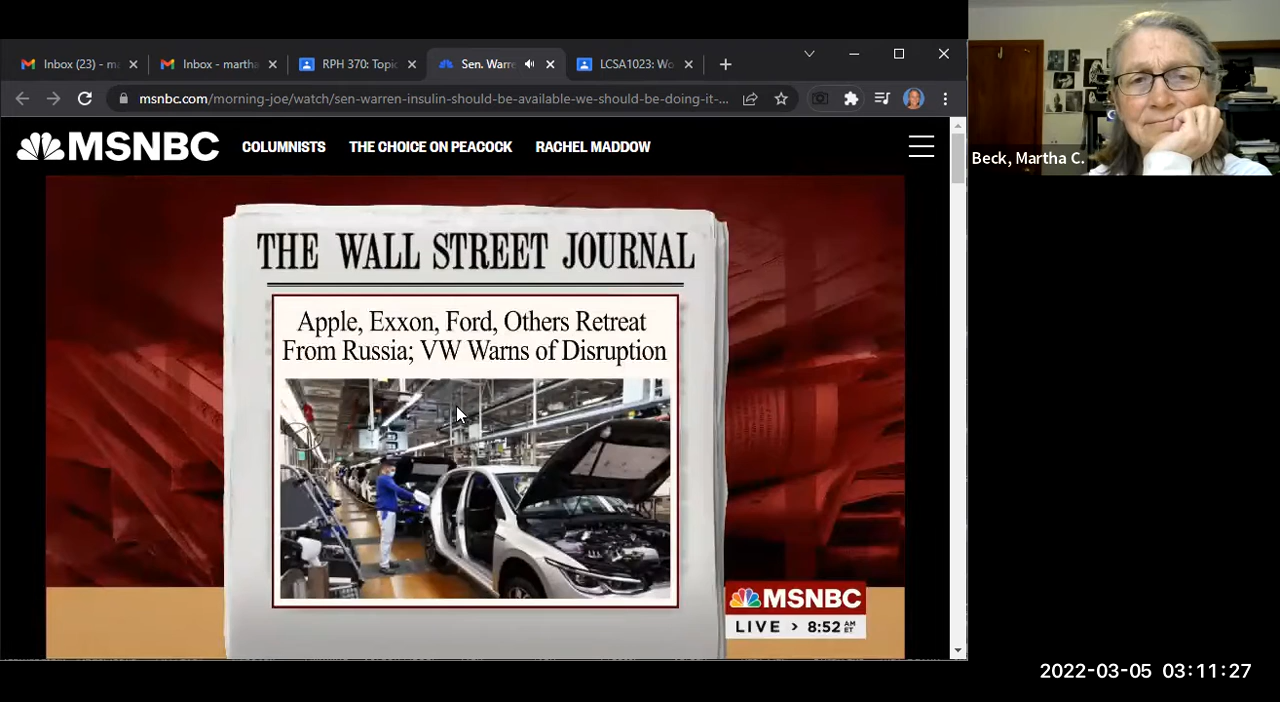 Inbox (23) - m
Inbox - martha
RPH 370: Topic
Sen. Warre
LCSA1023: Wo
msnbc.com/morning-joe/watch/sen-warren-insulin-should-be-available-we-should-be-doing-it-...
Beck, Martha C.
MSNBC
COLUMNISTS
THE CHOICE ON PEACOCK
RACHEL MADDOW
THE WALL STREET JOURNAL
Apple, Exxon, Ford, Others Retreat
From Russia; VW Warns of Disruption
MSNBC
LIVE > 8:52 AM ET
2022-03-05 03:11:27